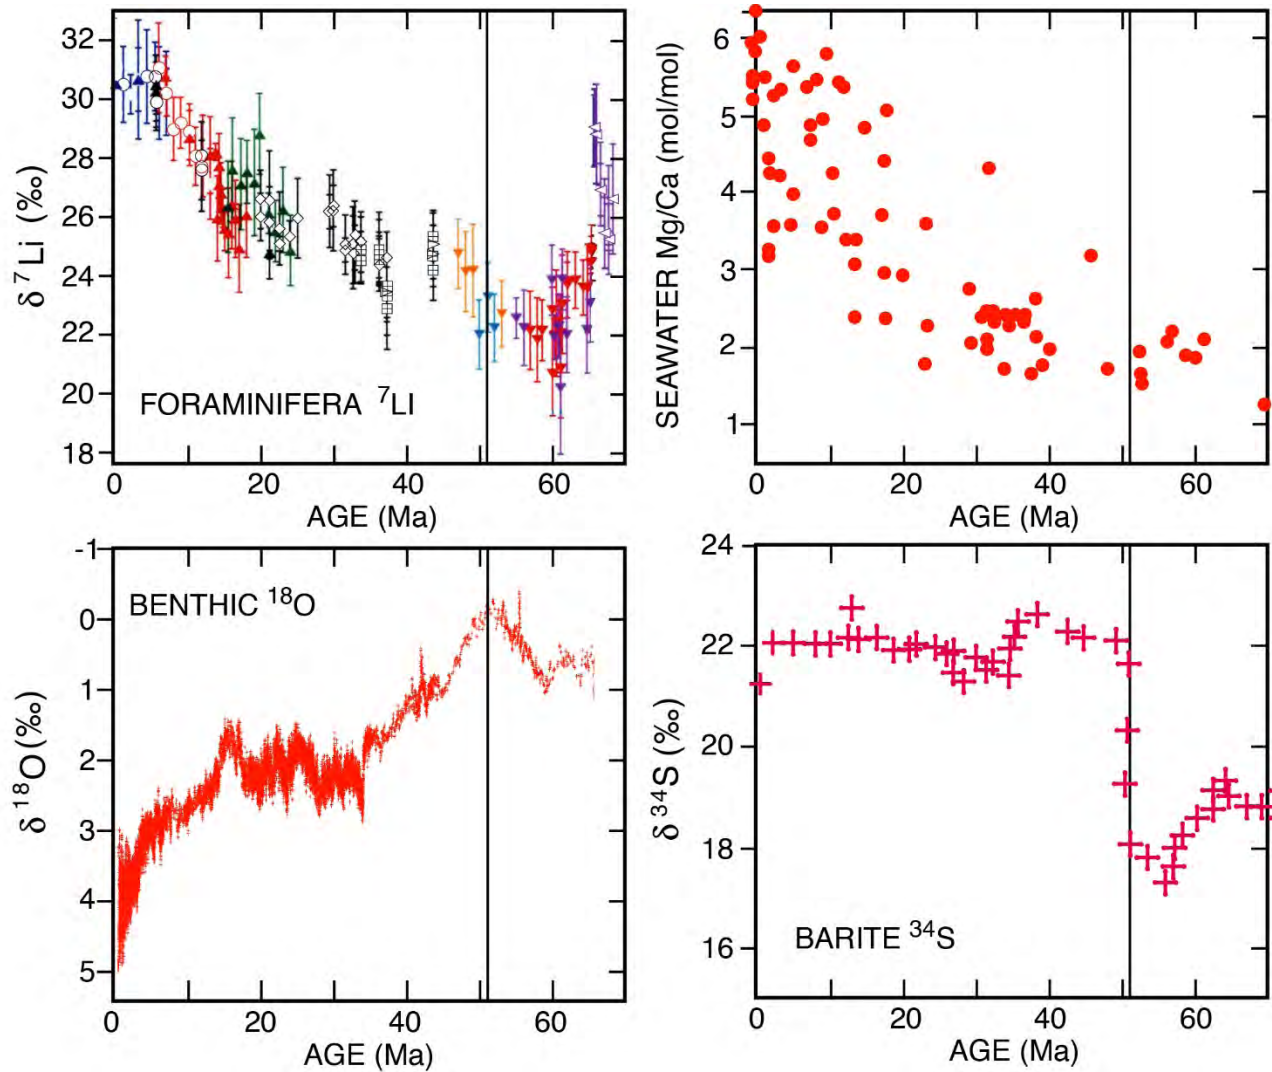 32
30
28
26
24
22
20
18
δ ⁷Li (‰)
FORAMINIFERA ⁷LI
0 20 40 60
AGE (Ma)
6
5
4
3
2
1
SEAWATER Mg/Ca (mol/mol)
0 20 40 60
AGE (Ma)
-1
0
1
2
3
4
5
δ ¹⁸O (‰)
BENTHIC ¹⁸O
0 20 40 60
AGE (Ma)
24
22
20
18
16
δ ³⁴S (‰)
BARITE ³⁴S
0 20 40 60
AGE (Ma)